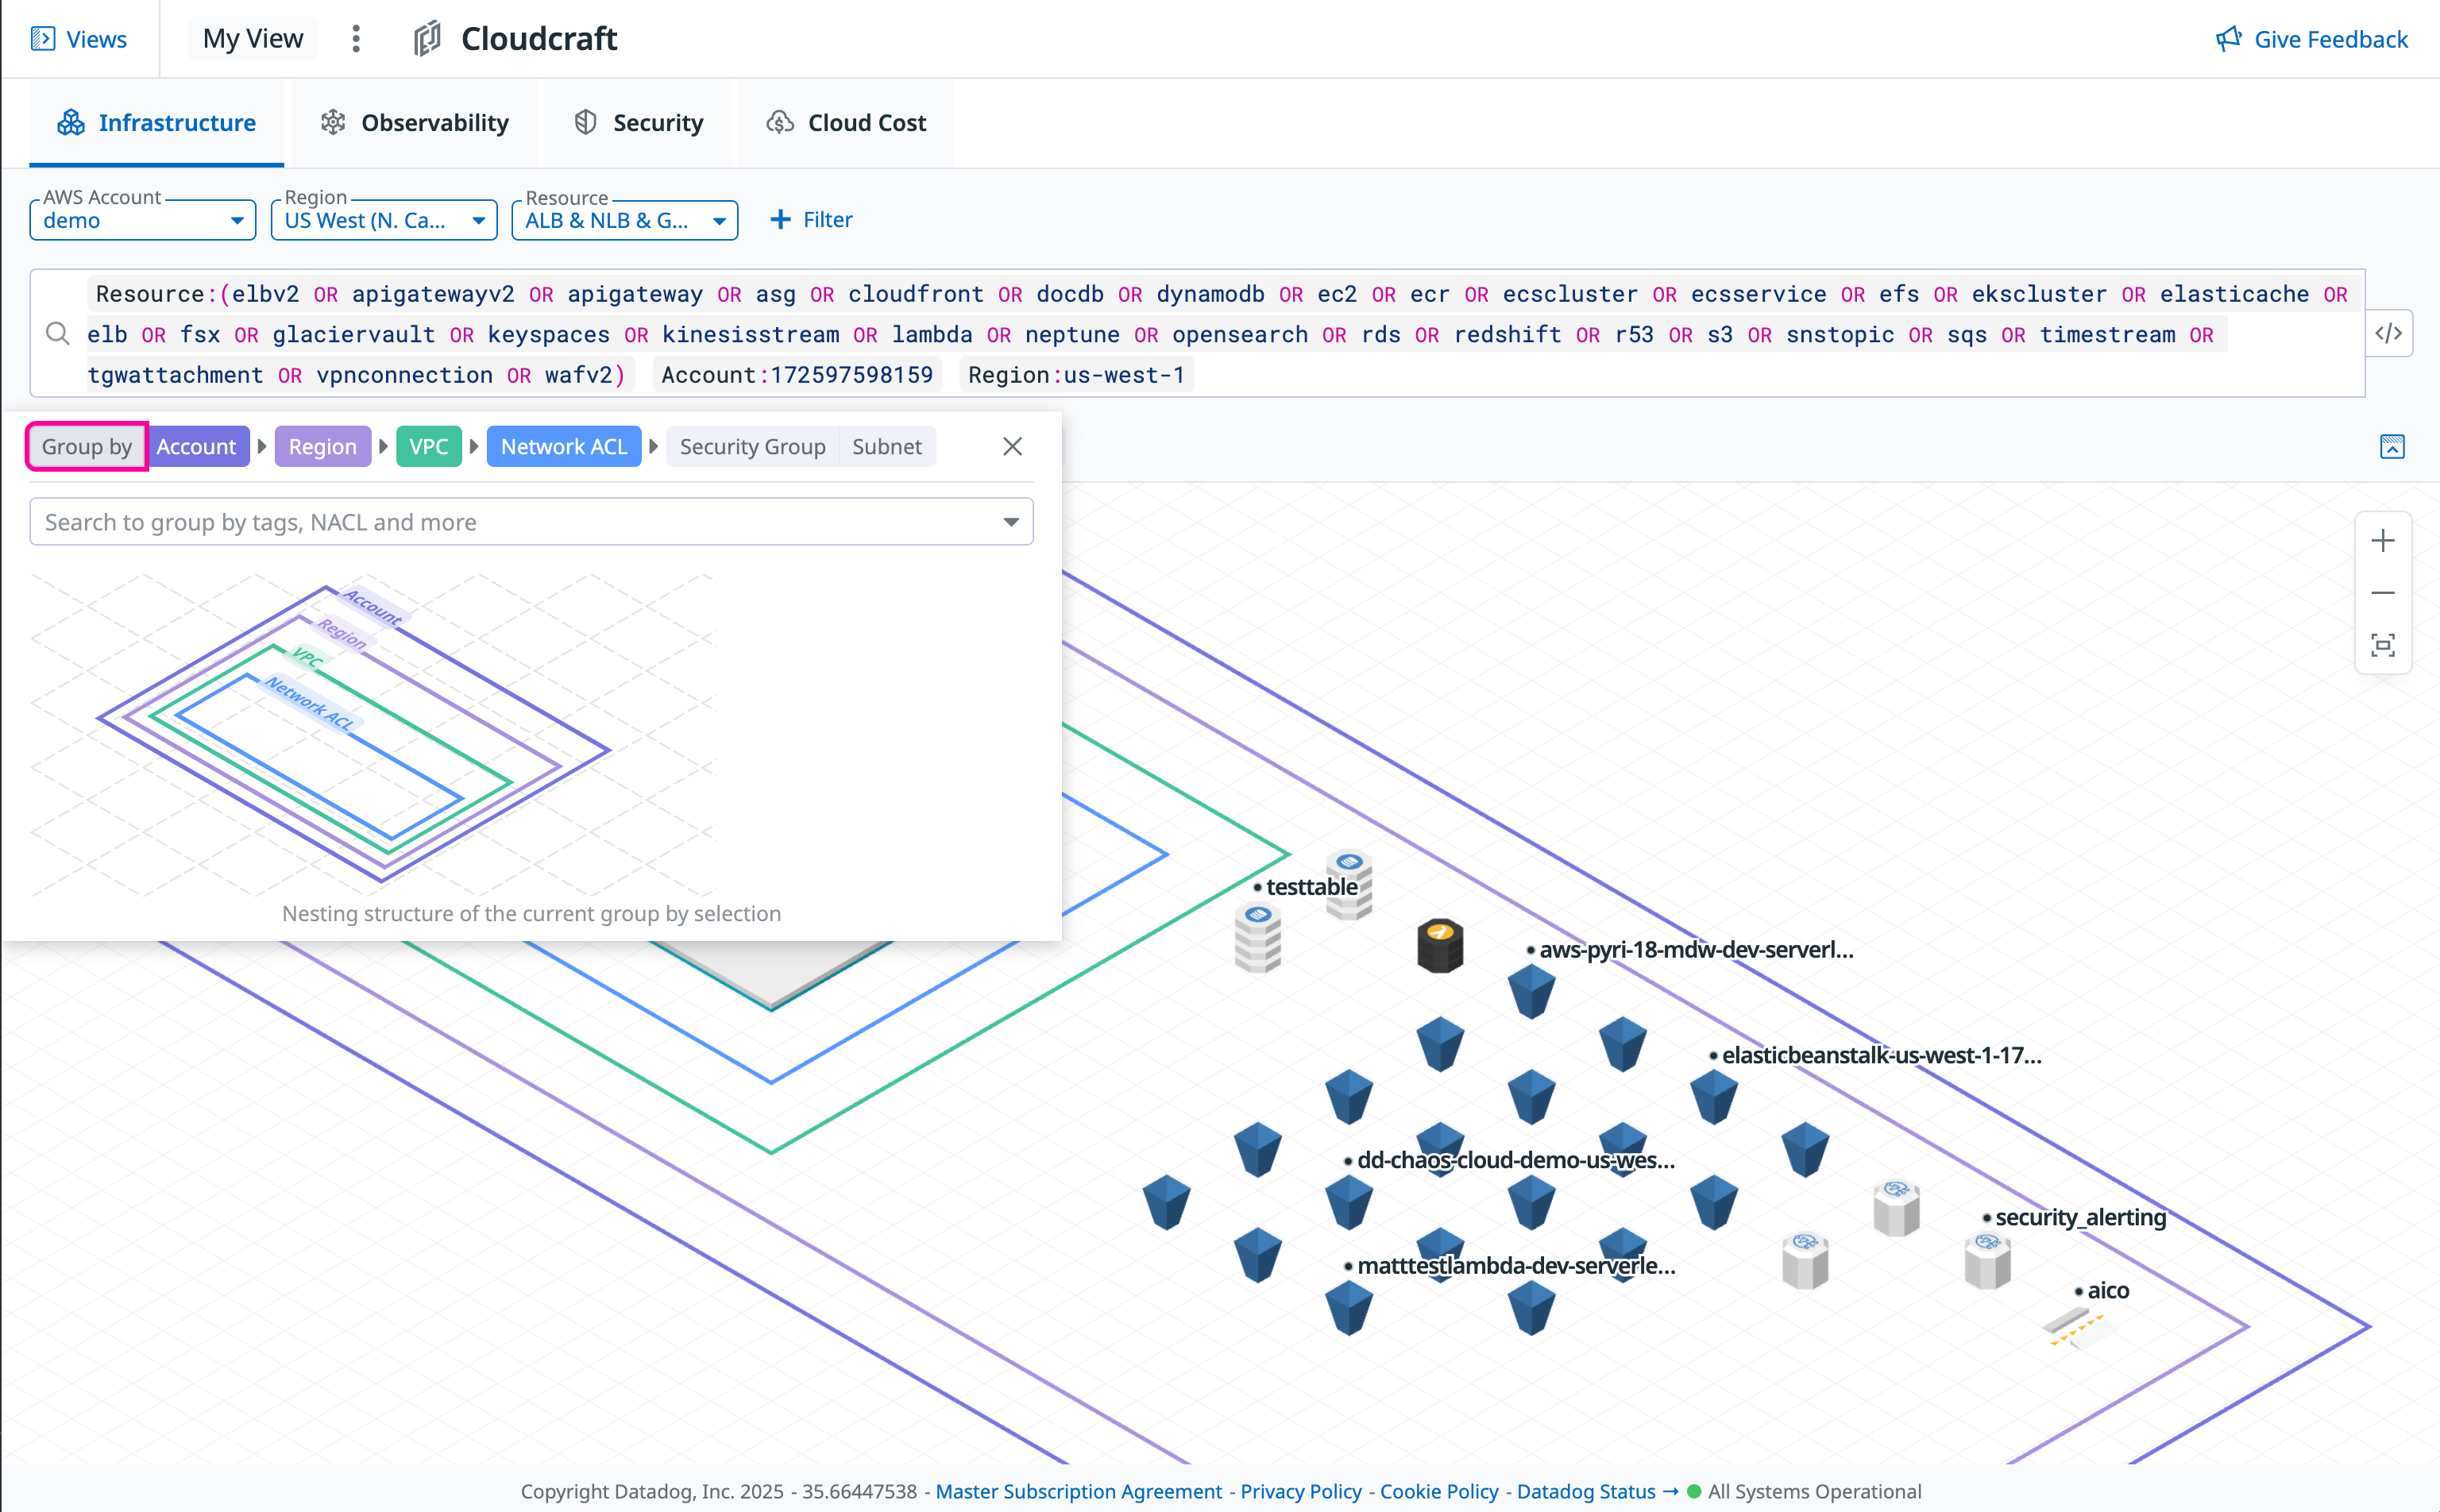 Views
My View
Cloudcraft
Give Feedback
Infrastructure
Observability
Security
Cloud Cost
AWS Account
demo
Region
US West (N. Ca...
Resource
ALB & NLB & G...
Filter
Resource:(elbv2 OR apigatewayv2 OR apigateway OR asg OR cloudfront OR docdb OR dynamodb OR ec2 OR ecr OR ecscluster OR ecsservice OR efs OR ekscluster OR elasticache OR
elb OR fsx OR glaciervault OR keyspaces OR kinesisstream OR lambda OR neptune OR opensearch OR rds OR redshift OR r53 OR s3 OR snstopic OR sqs OR timestream OR
tgwattachment OR vpnconnection OR wafv2) Account:172597598159 Region:us-west-1
Group by Account Region VPC Network ACL Security Group Subnet
Search to group by tags, NACL and more
Account
Region
VPC
Network ACL
Nesting structure of the current group by selection
testtable
aws-pyri-18-mdw-dev-serverl...
elasticbeanstalk-us-west-1-17...
dd-chaos-cloud-demo-us-wes...
security_alerting
matttestlambda-dev-serverle...
aico
Copyright Datadog, Inc. 2025 - 35.66447538 - Master Subscription Agreement - Privacy Policy - Cookie Policy - Datadog Status → All Systems Operational